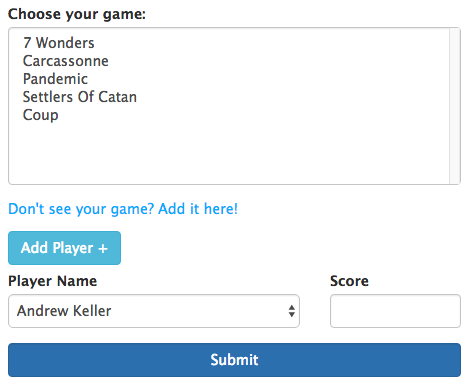 Choose your game:
7 Wonders
Carcassonne
Pandemic
Settlers Of Catan
Coup
Don't see your game? Add it here!
Add Player +
Player Name Score
Andrew Keller
Submit